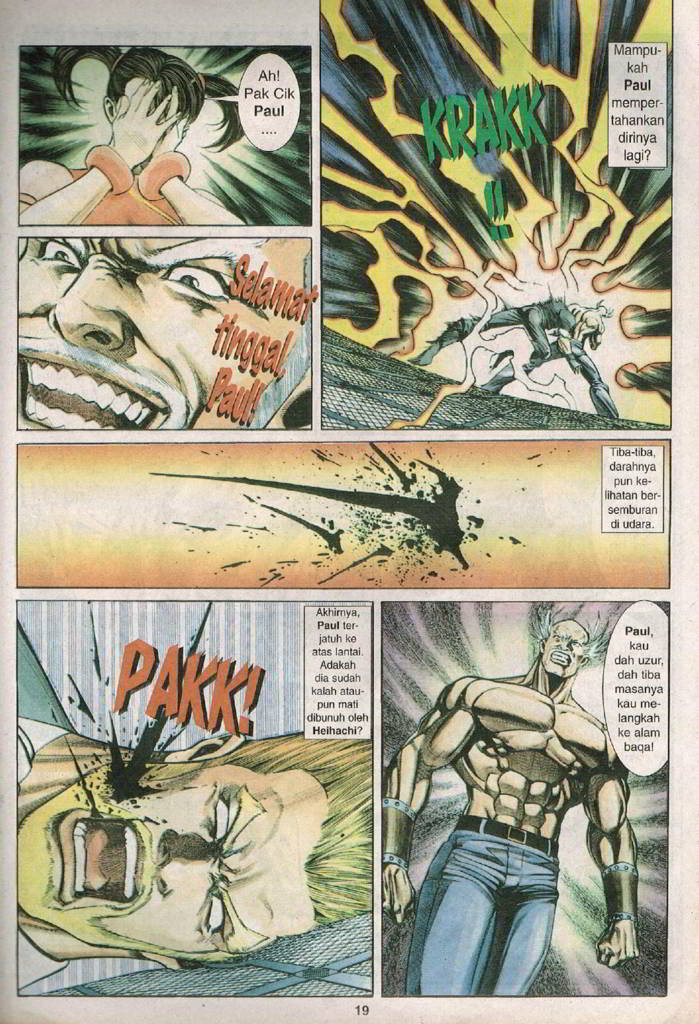 Ah!
Pak Cik
Paul
....
KRAKK
!!
Mampu-
kah
Paul
memper-
tahankan
dirinya
lagi?
Selamat
tinggal
Paul!
Tiba-tiba,
darahnya
pun ke-
lihatan ber-
semburan
di udara.
PAKK!
Akhirnya,
Paul ter-
jatuh ke
atas lantai.
Adakah
dia sudah
kalah atau-
pun mati
dibunuh oleh
Heihachi?
Paul,
kau
dah uzur,
dah tiba
masanya
kau me-
langkah
ke alam
baqa!
19